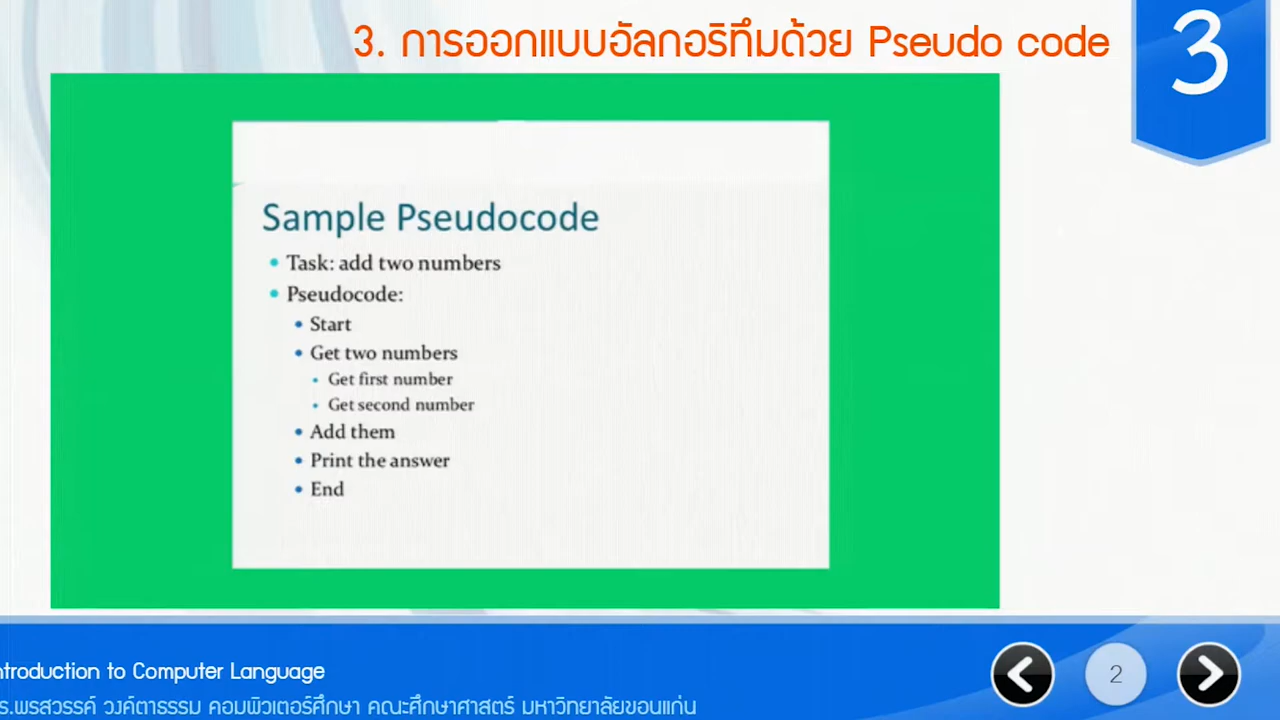 3. การออกแบบอัลกอริทึมด้วย Pseudo code
3
Sample Pseudocode
• Task: add two numbers
• Pseudocode:
• Start
• Get two numbers
• Get first number
• Get second number
• Add them
• Print the answer
• End
ntroduction to Computer Language
ร.พรสวรรค์ วงค์ตาธรรม คอมพิวเตอร์ศึกษา คณะศึกษาศาสตร์ มหาวิทยาลัยขอนแก่น
2